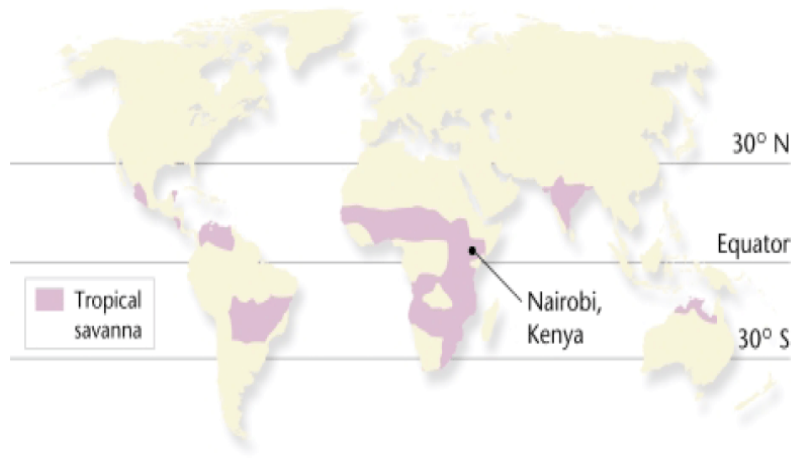 30° N
Equator
Tropical
savanna
Nairobi,
Kenya
30° S